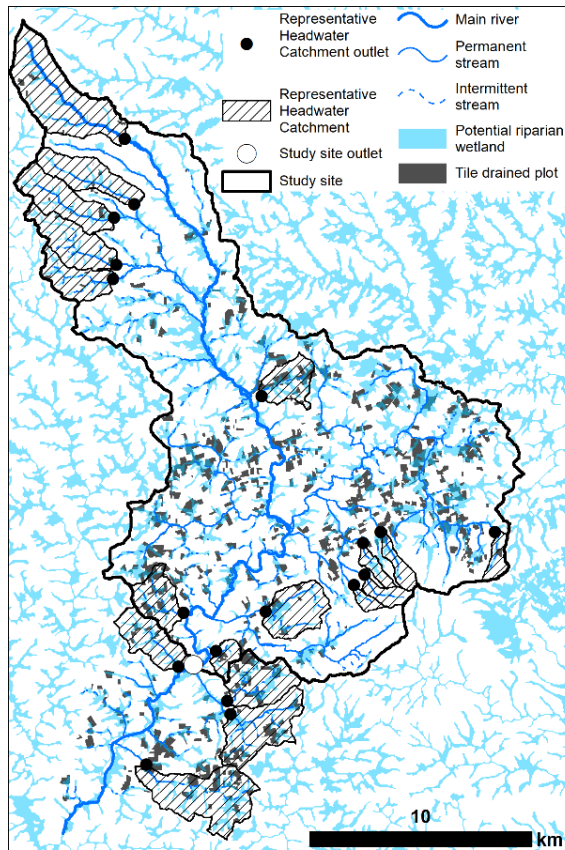 Representative
Headwater
Catchment outlet
Representative
Headwater
Catchment
Study site outlet
Study site
Main river
Permanent
stream
Intermittent
stream
Potential riparian
wetland
Tile drained plot
10
km